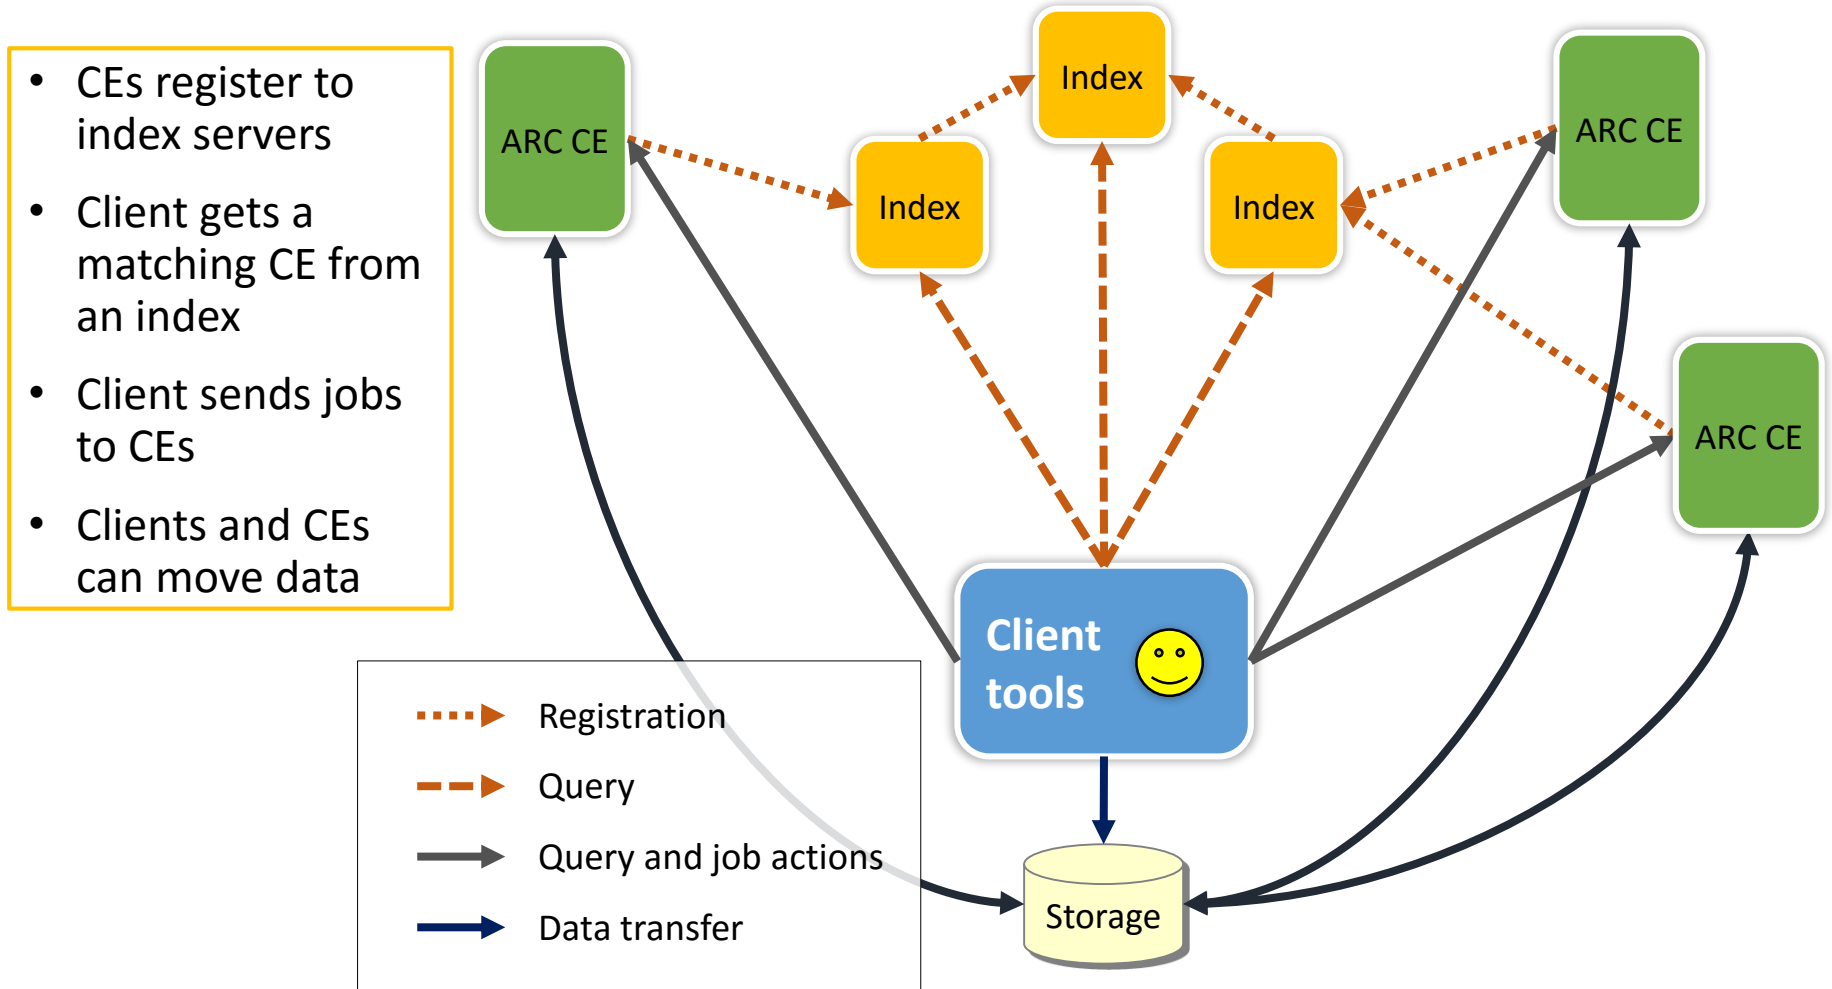 • CEs register to
index servers
• Client gets a
matching CE from
an index
• Client sends jobs
to CEs
• Clients and CEs
can move data
ARC CE
Index
Index
Index
ARC CE
ARC CE
Client
tools
Storage
Registration
Query
Query and job actions
Data transfer